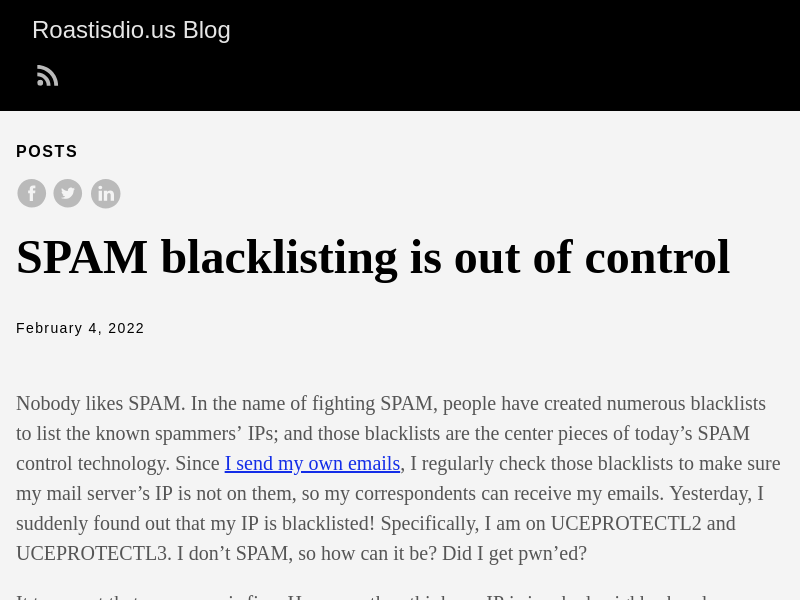 Roastisdio.us Blog
POSTS
SPAM blacklisting is out of control
February 4, 2022
Nobody likes SPAM. In the name of fighting SPAM, people have created numerous blacklists
to list the known spammers’ IPs; and those blacklists are the center pieces of today’s SPAM
control technology. Since I send my own emails, I regularly check those blacklists to make sure
my mail server’s IP is not on them, so my correspondents can receive my emails. Yesterday, I
suddenly found out that my IP is blacklisted! Specifically, I am on UCEPROTECTL2 and
UCEPROTECTL3. I don’t SPAM, so how can it be? Did I get pwn’ed?